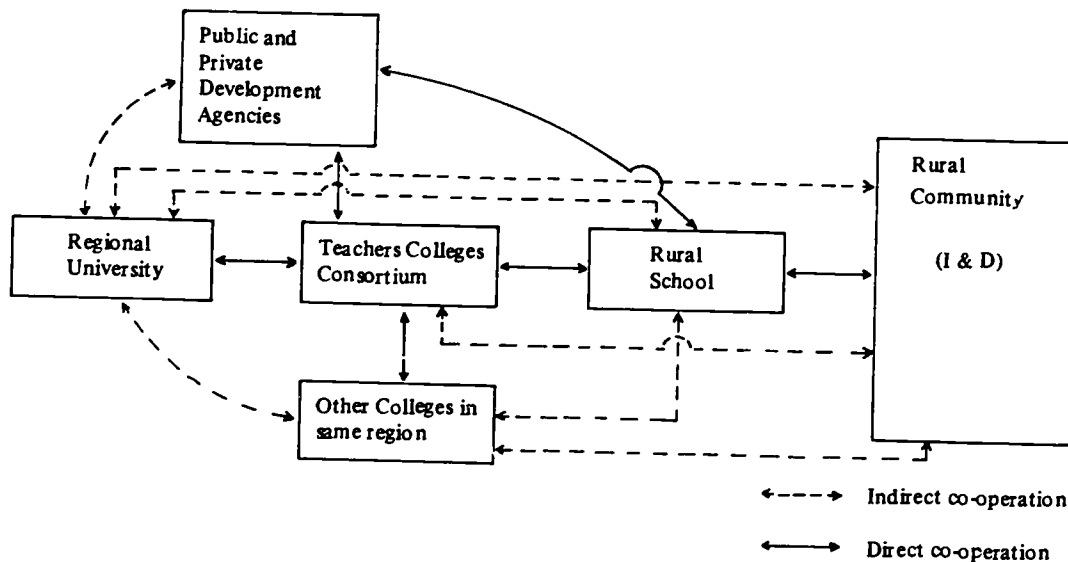 Public and
Private
Development
Agencies
Rural
Community
(I & D)
Regional
University
Teachers Colleges
Consortium
Rural
School
Other Colleges in
same region
Indirect co-operation
Direct co-operation